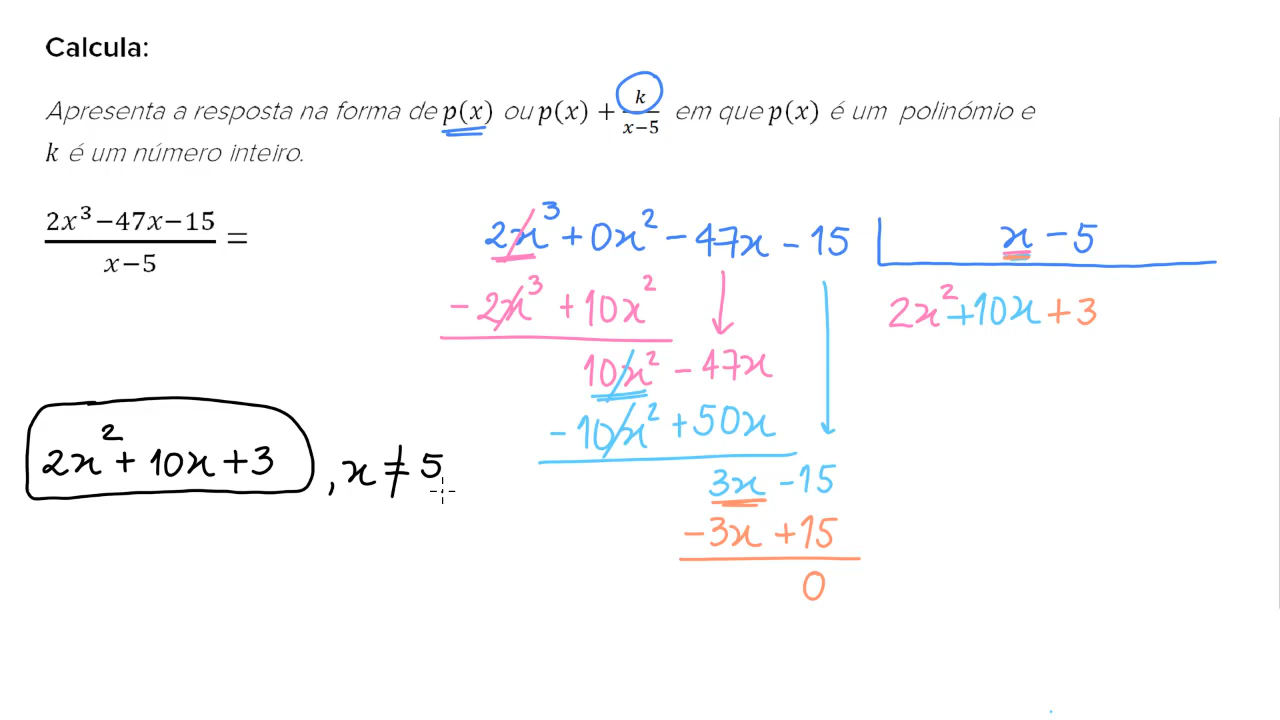 Calcula:
Apresenta a resposta na forma de p(x) ou p(x) + k/(x−5) em que p(x) é um polinómio e
k é um número inteiro.
(2x³−47x−15)/(x−5) =
2x³ + 0x² − 47x − 15 | x − 5
− 2x³ + 10x²
2x² + 10x + 3
10x² − 47x
− 10x² + 50x
3x − 15
− 3x + 15
0
2x² + 10x + 3 , x ≠ 5